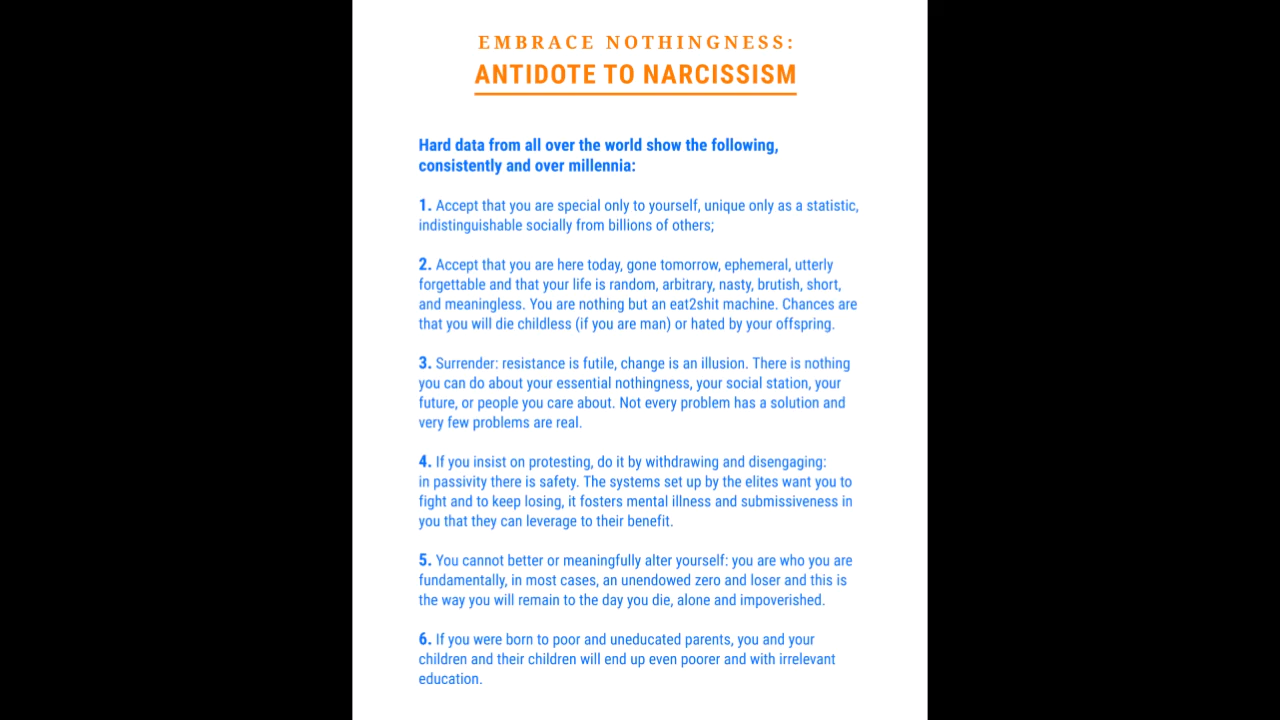 EMBRACE NOTHINGNESS:
ANTIDOTE TO NARCISSISM
Hard data from all over the world show the following,
consistently and over millennia:
1. Accept that you are special only to yourself, unique only as a statistic,
indistinguishable socially from billions of others;
2. Accept that you are here today, gone tomorrow, ephemeral, utterly
forgettable and that your life is random, arbitrary, nasty, brutish, short,
and meaningless. You are nothing but an eat2shit machine. Chances are
that you will die childless (if you are man) or hated by your offspring.
3. Surrender: resistance is futile, change is an illusion. There is nothing
you can do about your essential nothingness, your social station, your
future, or people you care about. Not every problem has a solution and
very few problems are real.
4. If you insist on protesting, do it by withdrawing and disengaging:
in passivity there is safety. The systems set up by the elites want you to
fight and to keep losing, it fosters mental illness and submissiveness in
you that they can leverage to their benefit.
5. You cannot better or meaningfully alter yourself: you are who you are
fundamentally, in most cases, an unendowed zero and loser and this is
the way you will remain to the day you die, alone and impoverished.
6. If you were born to poor and uneducated parents, you and your
children and their children will end up even poorer and with irrelevant
education.